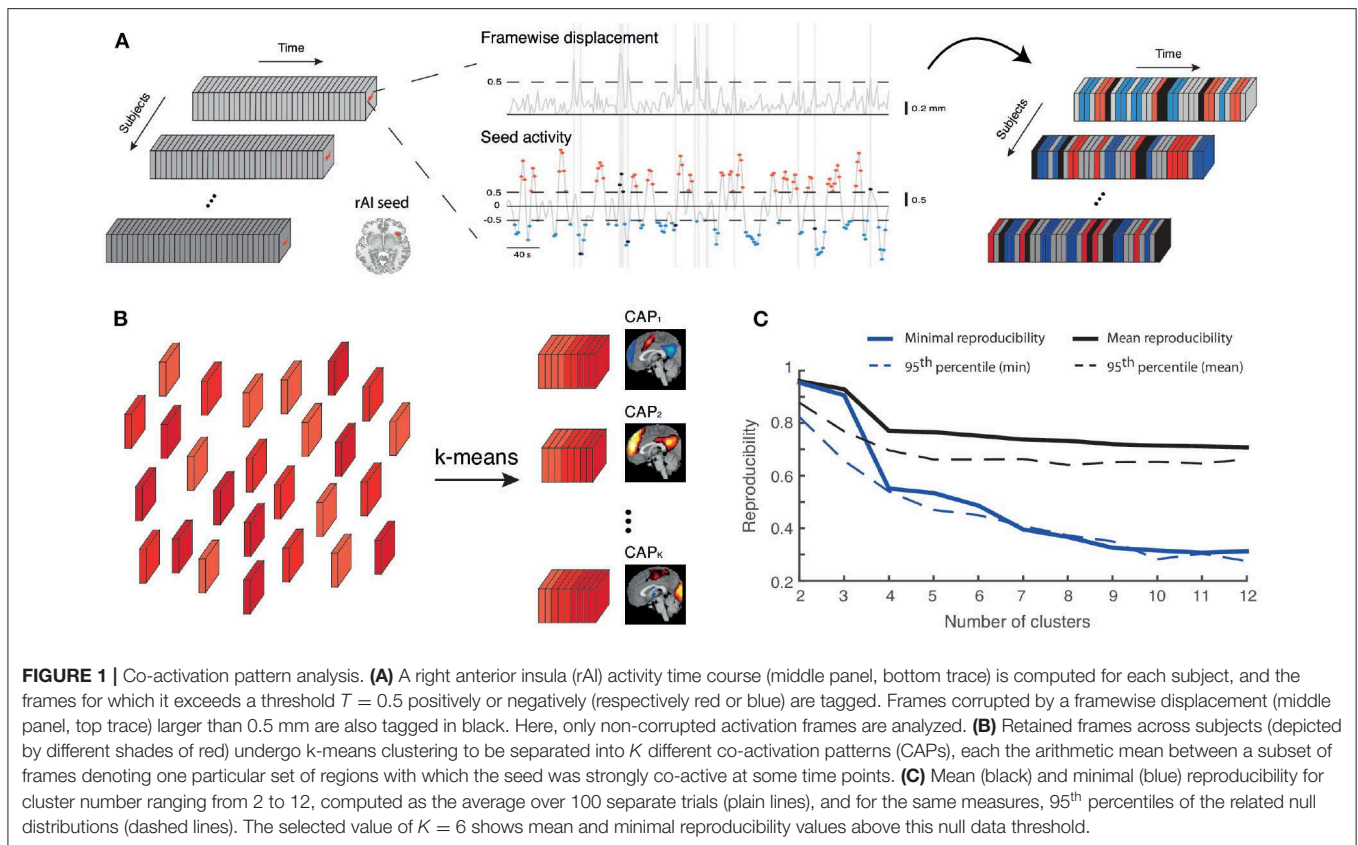 A
Time
Subjects
rAI seed
Framewise displacement
0.5
0.2 mm
Seed activity
0.5
0
-0.5
0.5
40 s
Time
Subjects
B
k-means
CAP₁
CAP₂
CAPK
C
Minimal reproducibility
Mean reproducibility
95th percentile (min)
95th percentile (mean)
Reproducibility
1
0.8
0.6
0.4
0.2
2 3 4 5 6 7 8 9 10 11 12
Number of clusters
FIGURE 1 | Co-activation pattern analysis. (A) A right anterior insula (rAI) activity time course (middle panel, bottom trace) is computed for each subject, and the
frames for which it exceeds a threshold T = 0.5 positively or negatively (respectively red or blue) are tagged. Frames corrupted by a framewise displacement (middle
panel, top trace) larger than 0.5 mm are also tagged in black. Here, only non-corrupted activation frames are analyzed. (B) Retained frames across subjects (depicted
by different shades of red) undergo k-means clustering to be separated into K different co-activation patterns (CAPs), each the arithmetic mean between a subset of
frames denoting one particular set of regions with which the seed was strongly co-active at some time points. (C) Mean (black) and minimal (blue) reproducibility for
cluster number ranging from 2 to 12, computed as the average over 100 separate trials (plain lines), and for the same measures, 95th percentiles of the related null
distributions (dashed lines). The selected value of K = 6 shows mean and minimal reproducibility values above this null data threshold.